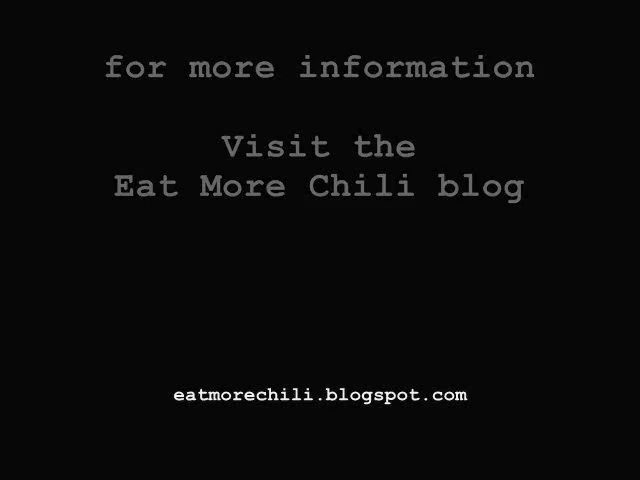 for more information
Visit the
Eat More Chili blog
eatmorechili.blogspot.com